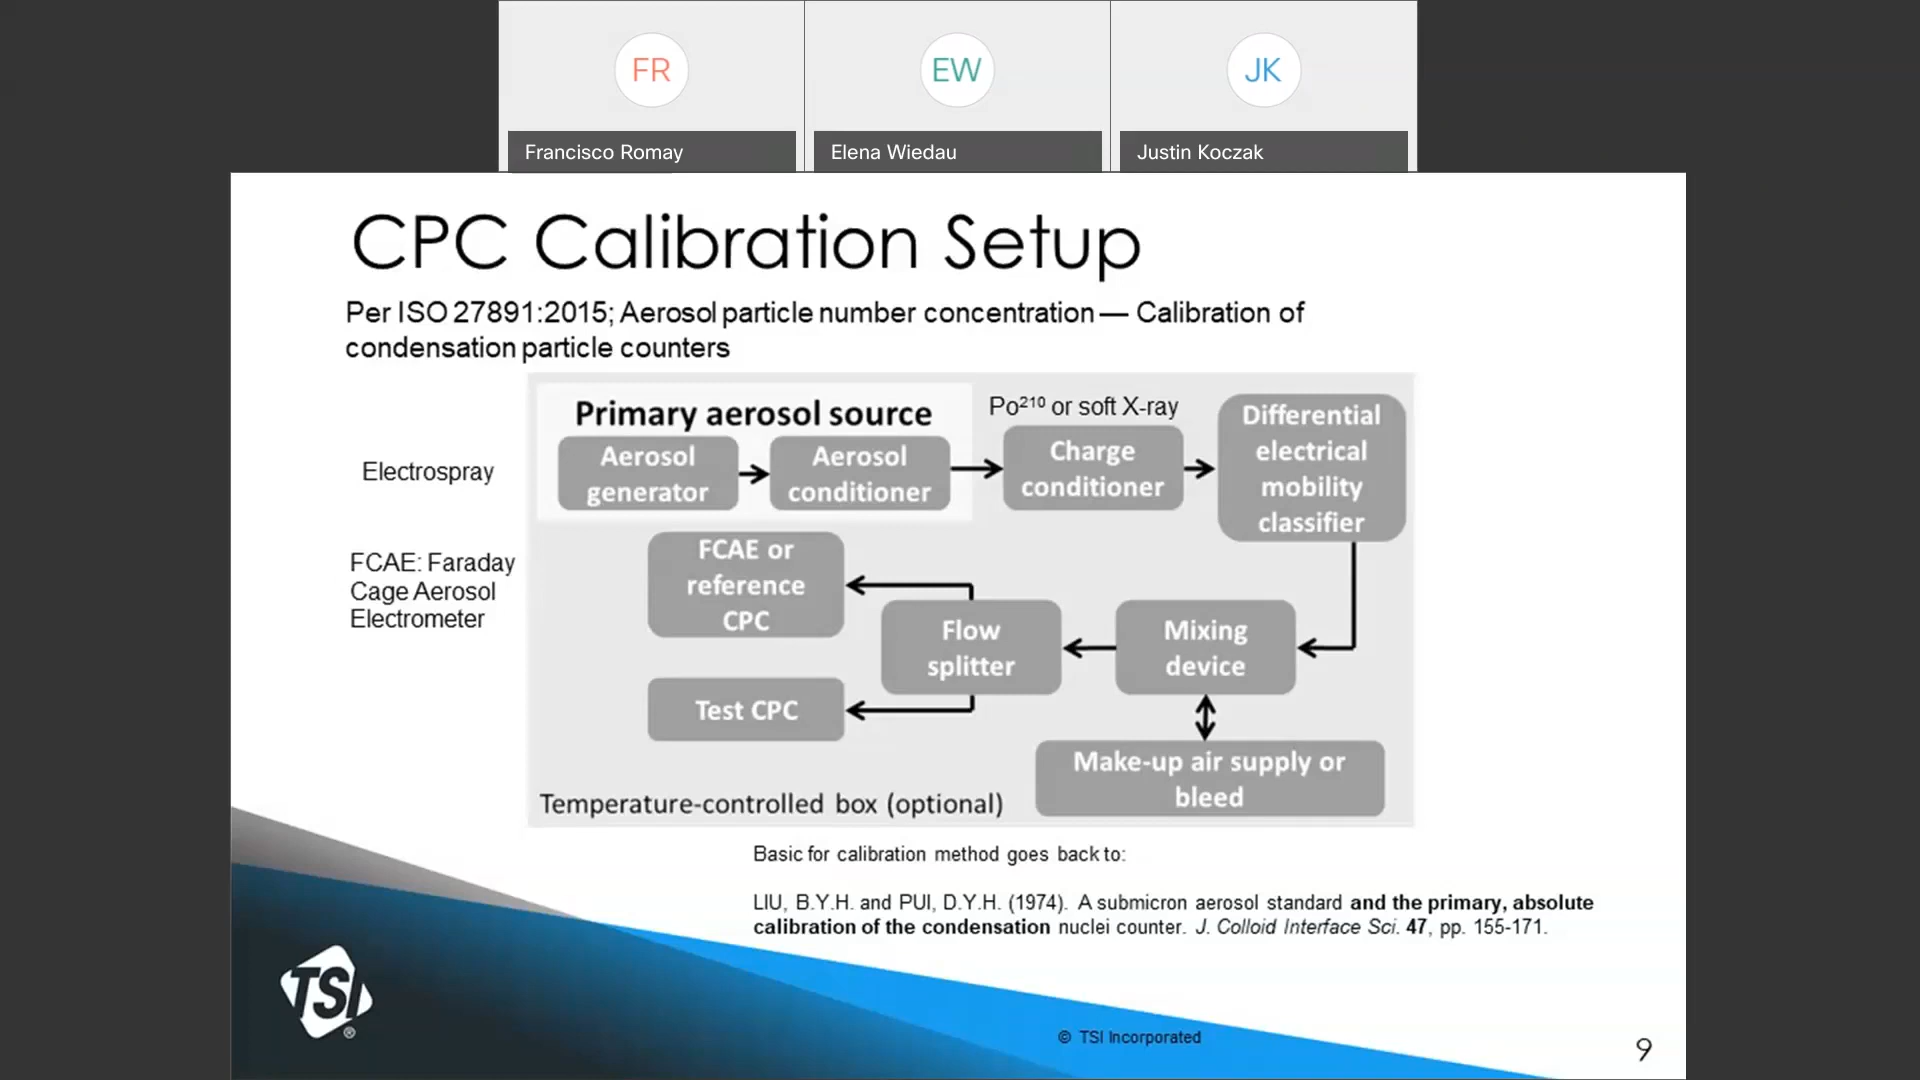 FR
EW
JK
Francisco Romay
Elena Wiedau
Justin Koczak
CPC Calibration Setup
Per ISO 27891:2015; Aerosol particle number concentration — Calibration of
condensation particle counters
Primary aerosol source
Po²¹⁰ or soft X-ray
Electrospray
Aerosol
generator
Aerosol
conditioner
Charge
conditioner
Differential
electrical
mobility
classifier
FCAE: Faraday
Cage Aerosol
Electrometer
FCAE or
reference
CPC
Flow
splitter
Mixing
device
Test CPC
Make-up air supply or
bleed
Temperature-controlled box (optional)
Basic for calibration method goes back to:
LIU, B.Y.H. and PUI, D.Y.H. (1974). A submicron aerosol standard and the primary, absolute
calibration of the condensation nuclei counter. J. Colloid Interface Sci. 47, pp. 155-171.
TSI®
© TSI Incorporated
9